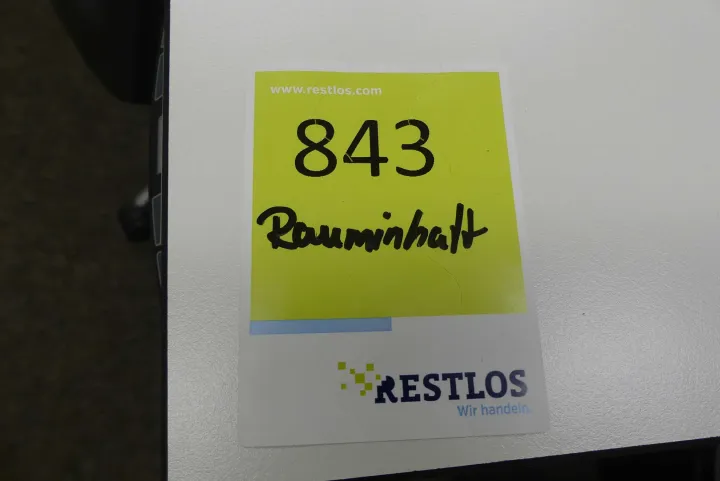 www.restlos.com
843
Rauminhalt
RESTLOS
Wir handeln.